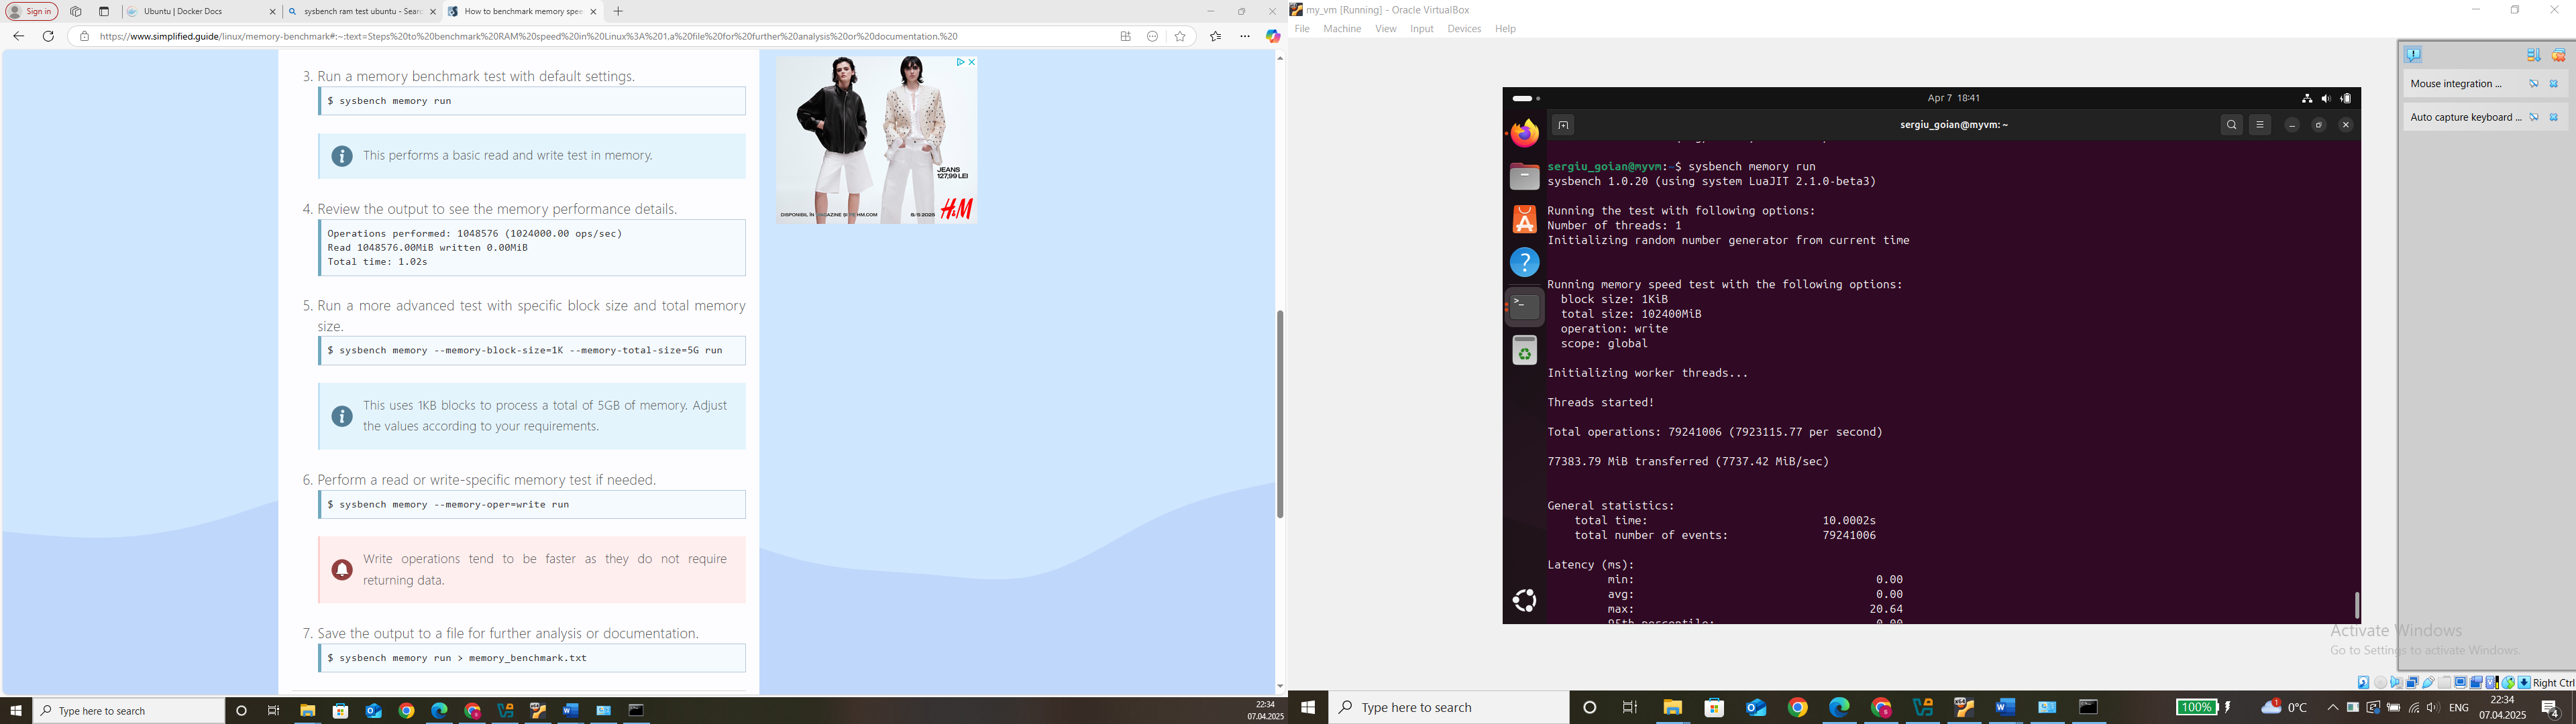 Sign in
Ubuntu | Docker Docs
sysbench ram test ubuntu - Searc
How to benchmark memory spee
https://www.simplified.guide/linux/memory-benchmark#:~:text=Steps%20to%20benchmark%20RAM%20speed%20in%20Linux%3A%201.a%20file%20for%20further%20analysis%20or%20documentation.%20
3. Run a memory benchmark test with default settings.
$ sysbench memory run
This performs a basic read and write test in memory.
4. Review the output to see the memory performance details.
Operations performed: 1048576 (1024000.00 ops/sec)
Read 1048576.00MiB written 0.00MiB
Total time: 1.02s
5. Run a more advanced test with specific block size and total memory
size.
$ sysbench memory --memory-block-size=1K --memory-total-size=5G run
This uses 1KB blocks to process a total of 5GB of memory. Adjust
the values according to your requirements.
6. Perform a read or write-specific memory test if needed.
$ sysbench memory --memory-oper=write run
Write operations tend to be faster as they do not require
returning data.
7. Save the output to a file for further analysis or documentation.
$ sysbench memory run > memory_benchmark.txt
JEANS
127,99 LEI
H&M
Type here to search
22:34
07.04.2025
my_vm [Running] - Oracle VirtualBox
File Machine View Input Devices Help
Mouse integration ...
Auto capture keyboard ...
Apr 7 18:41
sergiu_goian@myvm: ~
sergiu_goian@myvm:~$ sysbench memory run
sysbench 1.0.20 (using system LuaJIT 2.1.0-beta3)
Running the test with following options:
Number of threads: 1
Initializing random number generator from current time
Running memory speed test with the following options:
block size: 1KiB
total size: 102400MiB
operation: write
scope: global
Initializing worker threads...
Threads started!
Total operations: 79241006 (7923115.77 per second)
77383.79 MiB transferred (7737.42 MiB/sec)
General statistics:
total time: 10.0002s
total number of events: 79241006
Latency (ms):
min: 0.00
avg: 0.00
max: 20.64
95th percentile: 0.00
Activate Windows
Go to Settings to activate Windows.
Right Ctrl
Type here to search
100%
0°C
ENG
22:34
07.04.2025
4